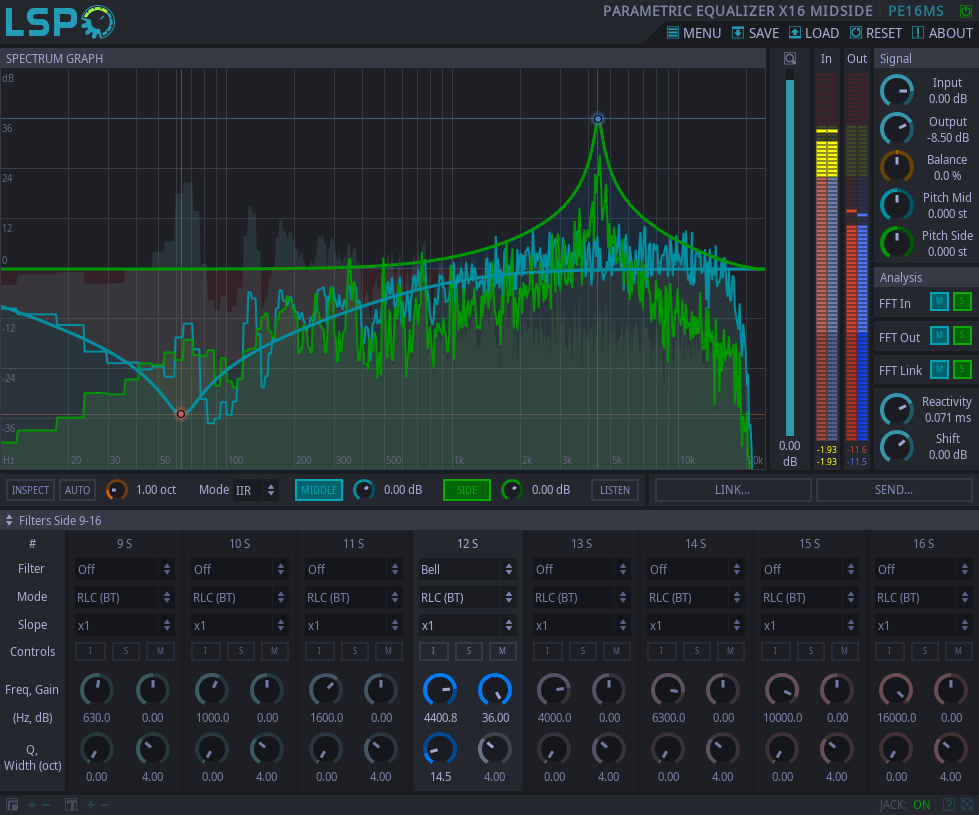 LSP
PARAMETRIC EQUALIZER X16 MIDSIDE PE16MS
MENU SAVE LOAD RESET ABOUT
SPECTRUM GRAPH
In Out
Signal
dB
36
24
12
0
-12
-24
-36
Hz 20 30 50 100 200 300 500 1k 2k 3k 5k 10k 20k
0.00
dB
-1.93 -11.6
-1.93 -11.5
Input
0.00 dB
Output
-8.50 dB
Balance
0.0 %
Pitch Mid
0.000 st
Pitch Side
0.000 st
Analysis
FFT In M S
FFT Out M S
FFT Link M S
Reactivity
0.071 ms
Shift
0.00 dB
INSPECT AUTO 1.00 oct Mode IIR MIDDLE 0.00 dB SIDE 0.00 dB LISTEN LINK... SEND...
Filters Side 9-16
# 9 S 10 S 11 S 12 S 13 S 14 S 15 S 16 S
Filter Off Off Off Bell Off Off Off Off
Mode RLC (BT) RLC (BT) RLC (BT) RLC (BT) RLC (BT) RLC (BT) RLC (BT) RLC (BT)
Slope x1 x1 x1 x1 x1 x1 x1 x1
Controls I S M I S M I S M I S M I S M I S M I S M I S M
Freq, Gain
(Hz, dB) 630.0 0.00 1000.0 0.00 1600.0 0.00 4400.8 36.00 4000.0 0.00 6300.0 0.00 10000.0 0.00 16000.0 0.00
Q,
Width (oct)
0.00 4.00 0.00 4.00 0.00 4.00 14.5 4.00 0.00 4.00 0.00 4.00 0.00 4.00 0.00 4.00
+ − T + − JACK: ON ?